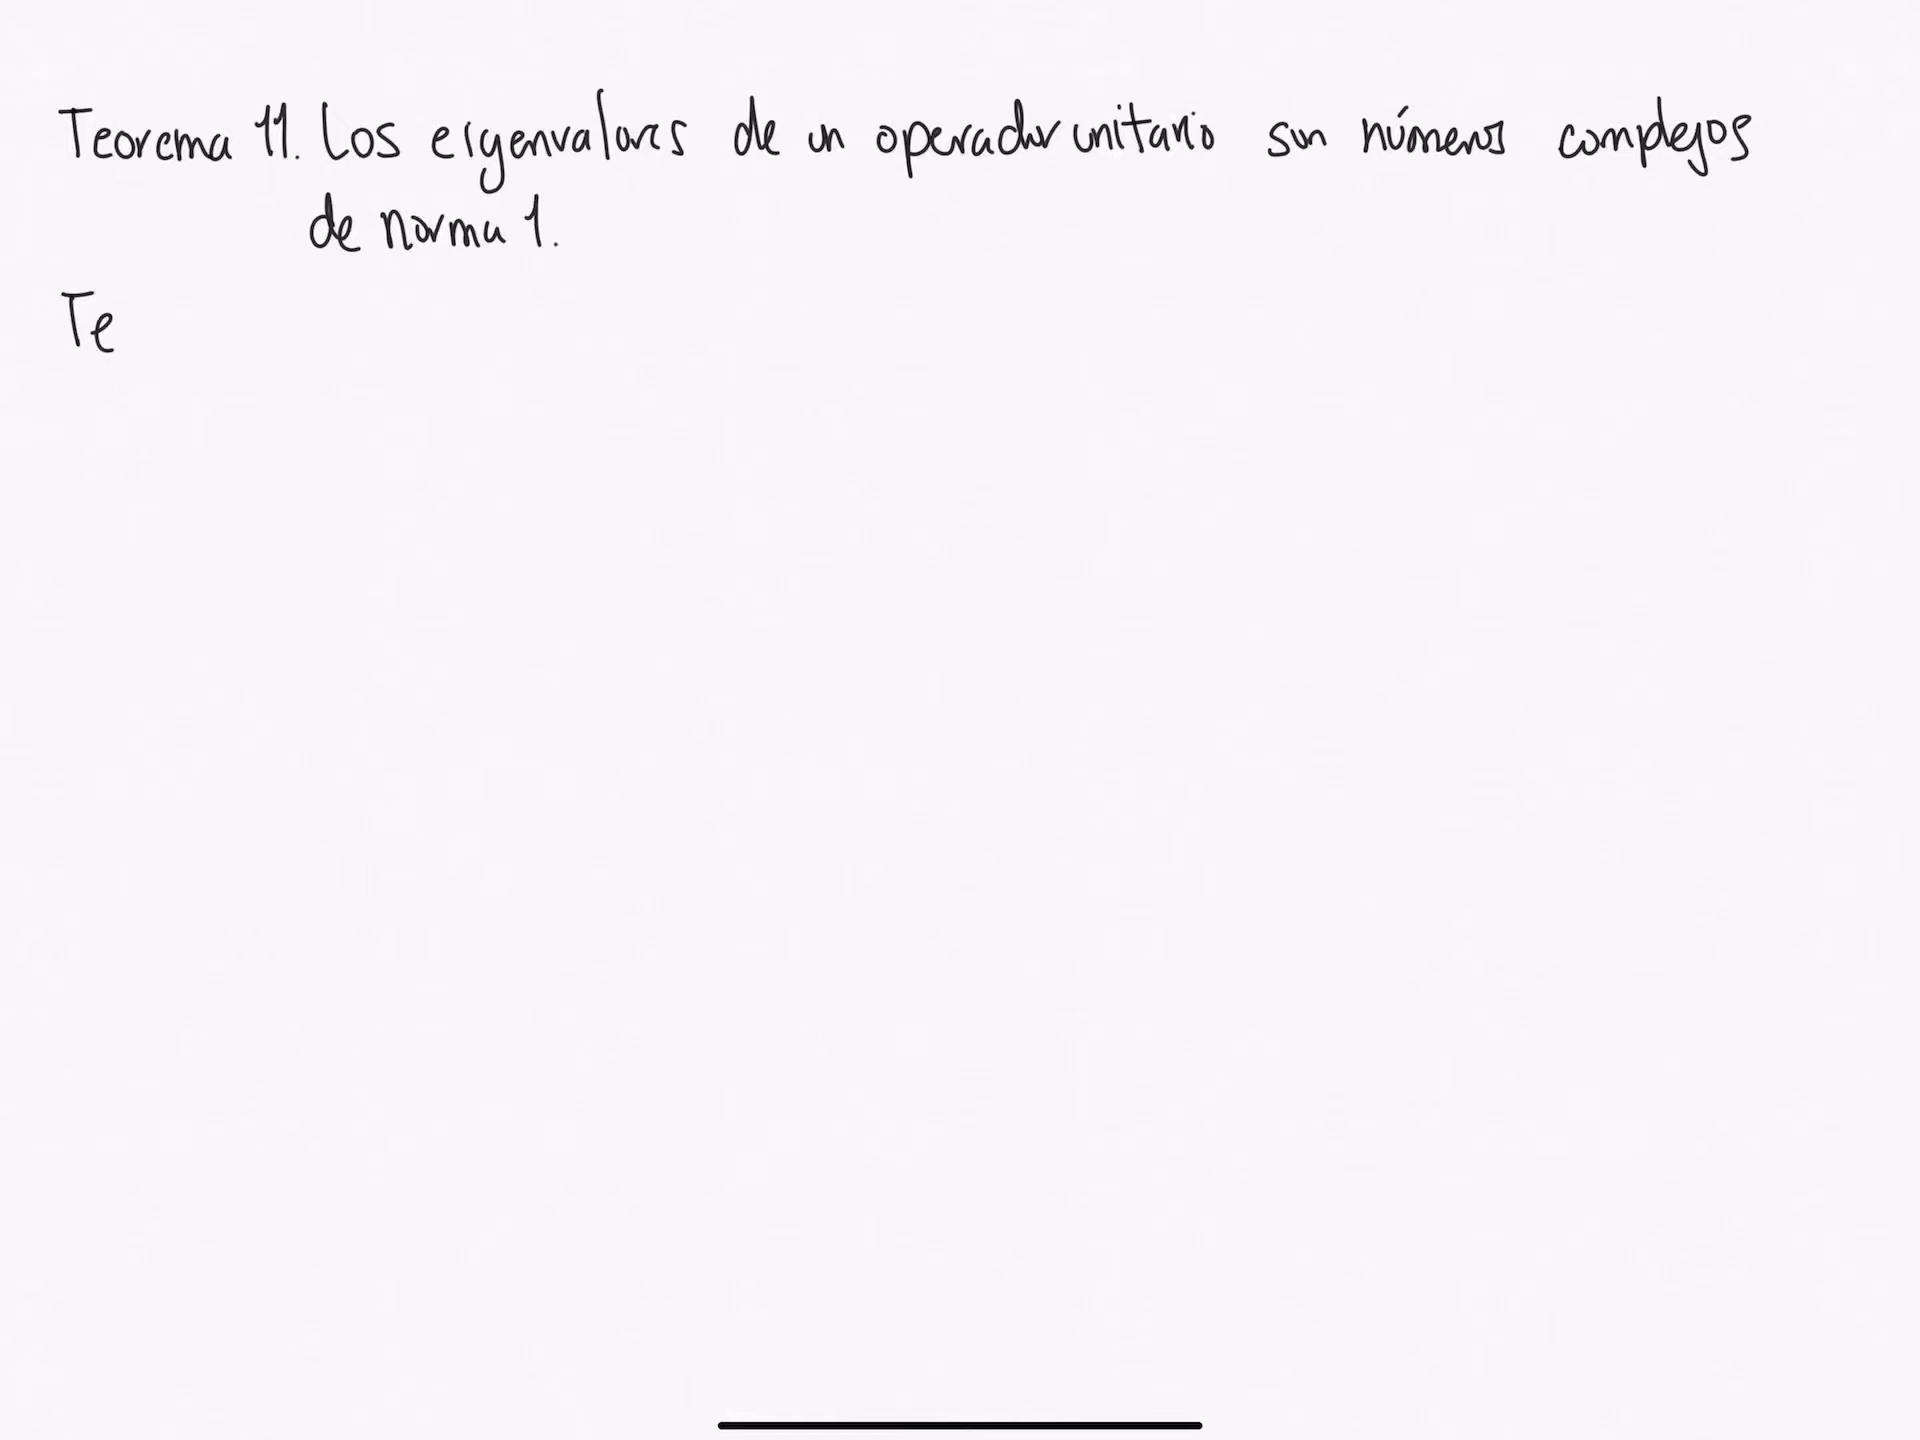 Teorema 11. Los eigenvalores de un operador unitario son números complejos
de norma 1.
Te